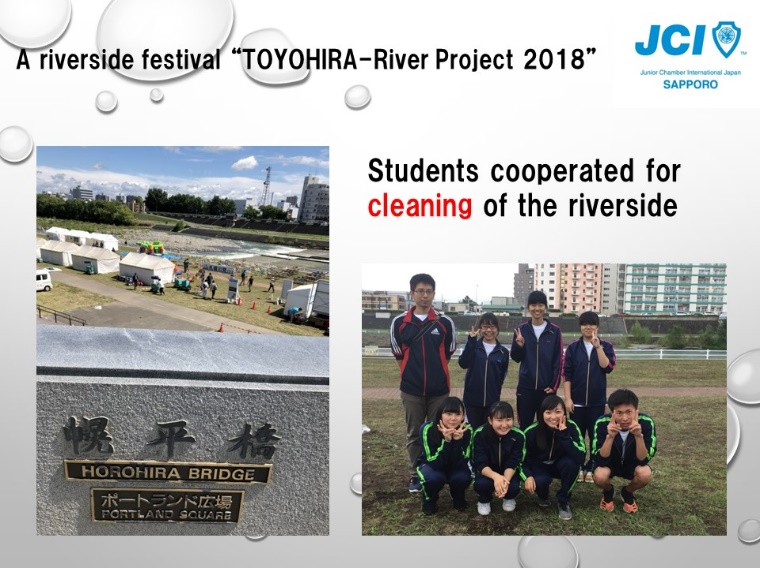 A riverside festival “TOYOHIRA-River Project 2018”
JCI
TM
Junior Chamber International Japan
SAPPORO
Students cooperated for
cleaning of the riverside
幌平橋
HOROHIRA BRIDGE
ポートランド広場
PORTLAND SQUARE